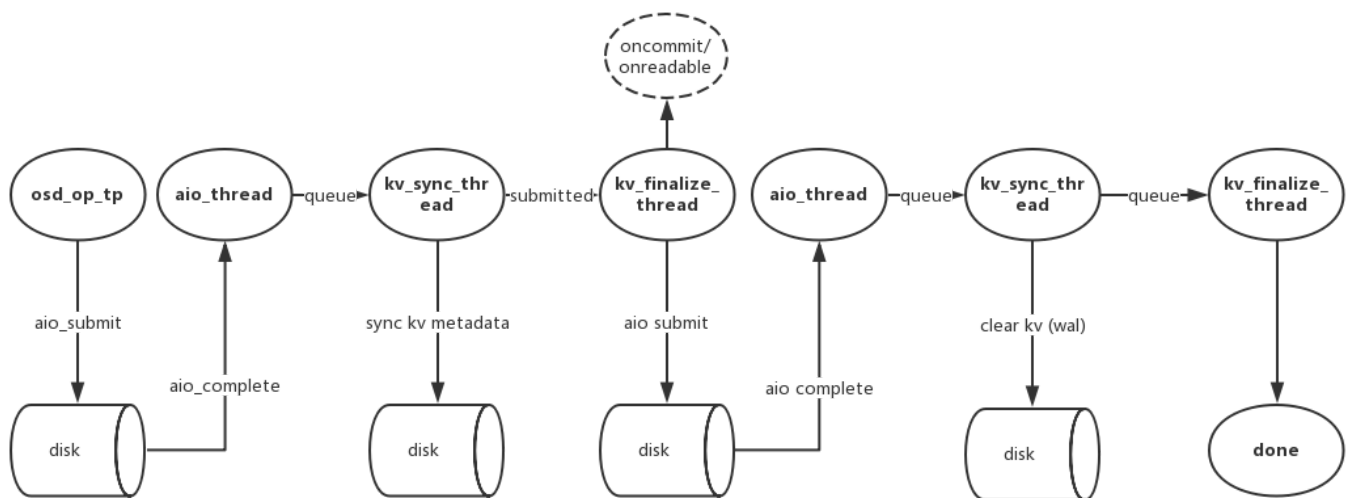 oncommit/
onreadable
osd_op_tp
aio_thread
queue
kv_sync_thr
ead
submitted
kv_finalize_
thread
aio_thread
queue
kv_sync_thr
ead
queue
kv_finalize_
thread
aio_submit
sync kv metadata
aio submit
clear kv (wal)
aio_complete
aio complete
disk
disk
disk
disk
done